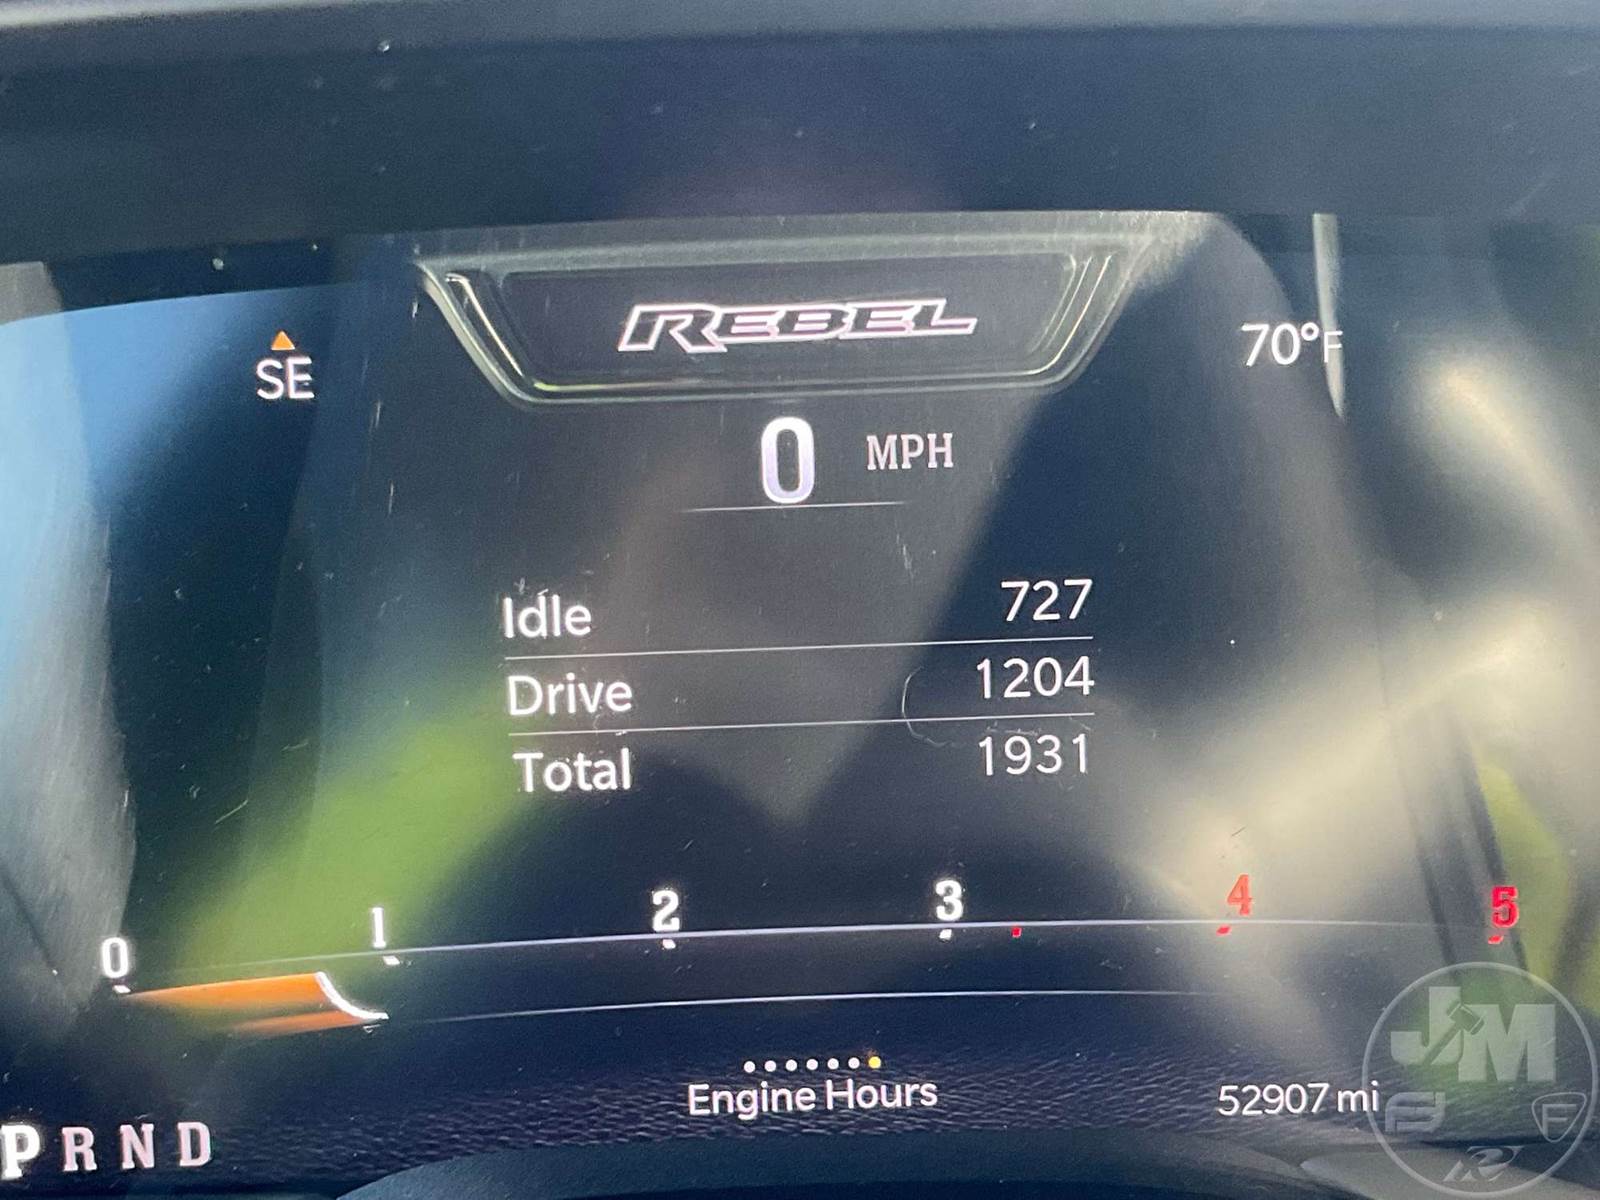 REBEL
SE
70°F
0 MPH
Idle 727
Drive 1204
Total 1931
0 1 2 3 4 5
Engine Hours
52907 mi
P R N D
JM
F